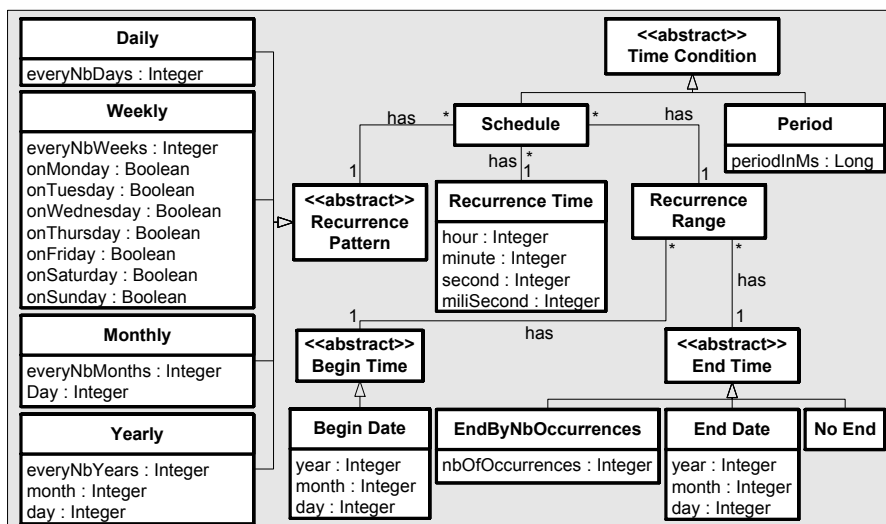 Daily
everyNbDays : Integer
Weekly
everyNbWeeks : Integer
onMonday : Boolean
onTuesday : Boolean
onWednesday : Boolean
onThursday : Boolean
onFriday : Boolean
onSaturday : Boolean
onSunday : Boolean
Monthly
everyNbMonths : Integer
Day : Integer
Yearly
everyNbYears : Integer
month : Integer
day : Integer
<<abstract>>
Time Condition
has
*
Schedule
*
has
Period
periodInMs : Long
has
*
1
1
1
<<abstract>>
Recurrence
Pattern
Recurrence Time
hour : Integer
minute : Integer
second : Integer
miliSecond : Integer
Recurrence
Range
*
*
has
1
has
1
<<abstract>>
Begin Time
<<abstract>>
End Time
Begin Date
year : Integer
month : Integer
day : Integer
EndByNbOccurrences
nbOfOccurrences : Integer
End Date
year : Integer
month : Integer
day : Integer
No End